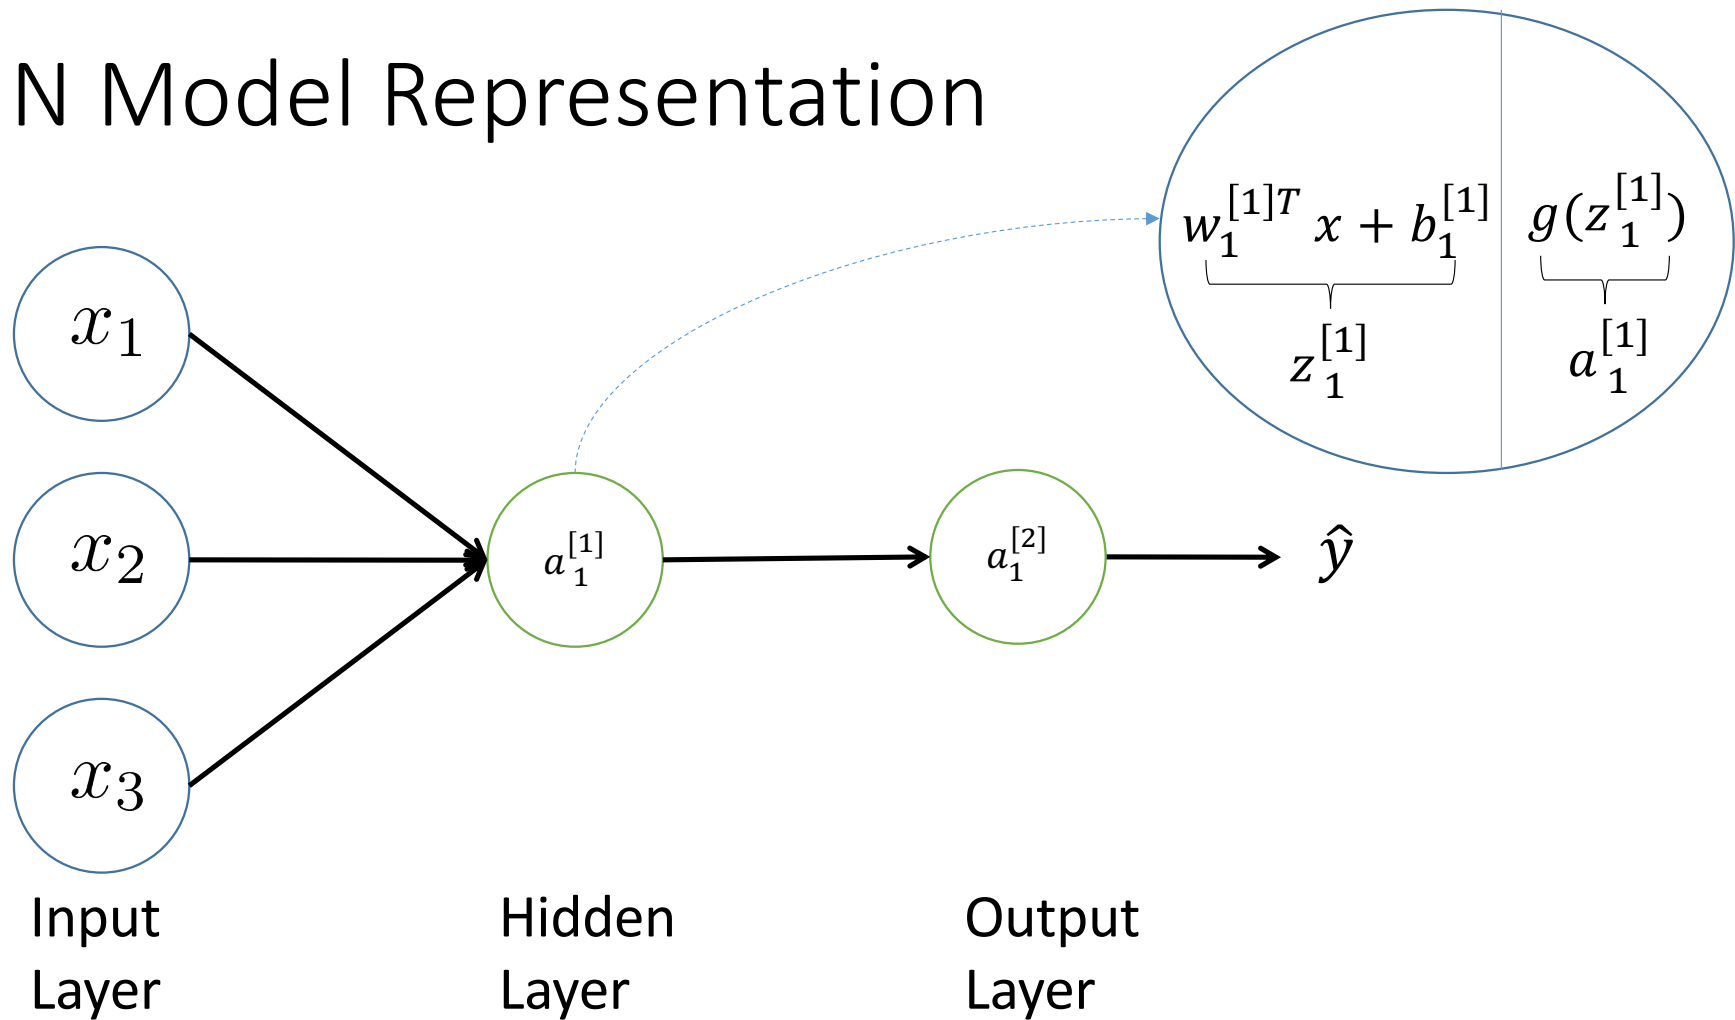 N Model Representation
w_1^{[1]T} x + b_1^{[1]}
g(z_1^{[1]})
z_1^{[1]}
a_1^{[1]}
x_1
x_2
x_3
a_1^{[1]}
a_1^{[2]}
ŷ
Input
Layer
Hidden
Layer
Output
Layer